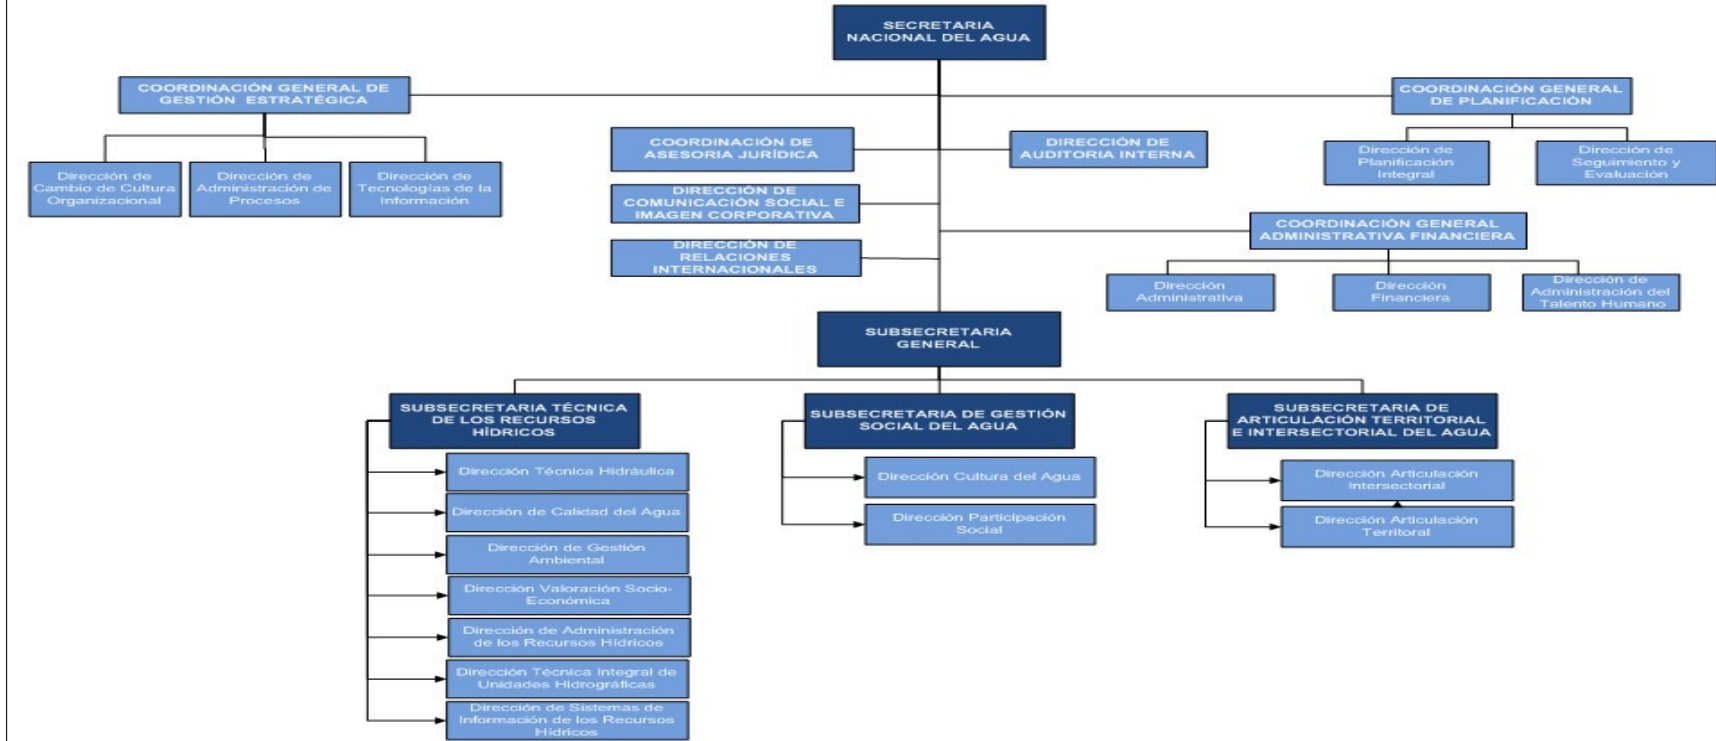 SECRETARIA
NACIONAL DEL AGUA
COORDINACIÓN GENERAL DE
GESTIÓN ESTRATÉGICA
COORDINACIÓN GENERAL
DE PLANIFICACIÓN
COORDINACIÓN DE
ASESORIA JURÍDICA
DIRECCIÓN DE
AUDITORIA INTERNA
Dirección de
Cambio de Cultura
Organizacional
Dirección de
Administración de
Procesos
Dirección de
Tecnologías de la
Información
Dirección de
Planificación
Integral
Dirección de
Seguimiento y
Evaluación
DIRECCIÓN DE
COMUNICACIÓN SOCIAL E
IMAGEN CORPORATIVA
COORDINACIÓN GENERAL
ADMINISTRATIVA FINANCIERA
DIRECCIÓN DE
RELACIONES
INTERNACIONALES
Dirección
Administrativa
Dirección
Financiera
Dirección de
Administración del
Talento Humano
SUBSECRETARIA
GENERAL
SUBSECRETARIA TÉCNICA
DE LOS RECURSOS
HÍDRICOS
SUBSECRETARIA DE GESTIÓN
SOCIAL DEL AGUA
SUBSECRETARIA DE
ARTICULACIÓN TERRITORIAL
E INTERSECTORIAL DEL AGUA
Dirección Técnica Hidráulica
Dirección de Calidad del Agua
Dirección de Gestión
Ambiental
Dirección Valoración Socio-
Económica
Dirección de Administración
de los Recursos Hídricos
Dirección Técnica Integral de
Unidades Hidrográficas
Dirección de Sistemas de
Información de los Recursos
Hídricos
Dirección Cultura del Agua
Dirección Participación
Social
Dirección Articulación
Intersectorial
Dirección Articulación
Territoral